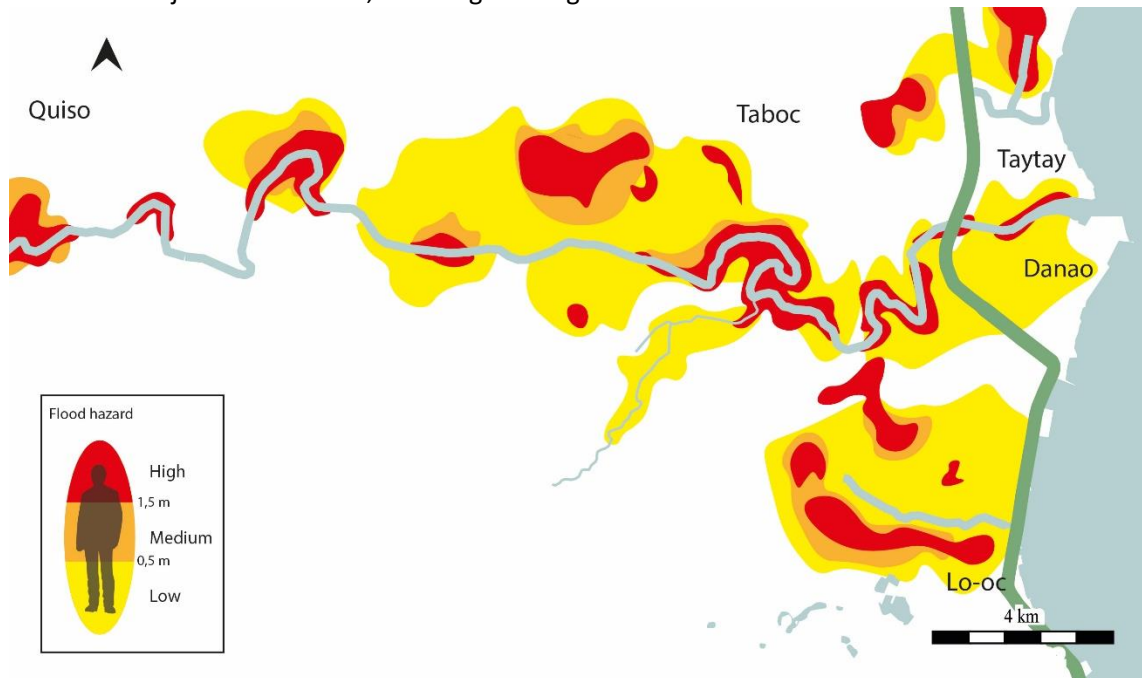 Quiso
Taboc
Taytay
Danao
Flood hazard
High
1,5 m
Medium
0,5 m
Low
Lo-oc
4 km